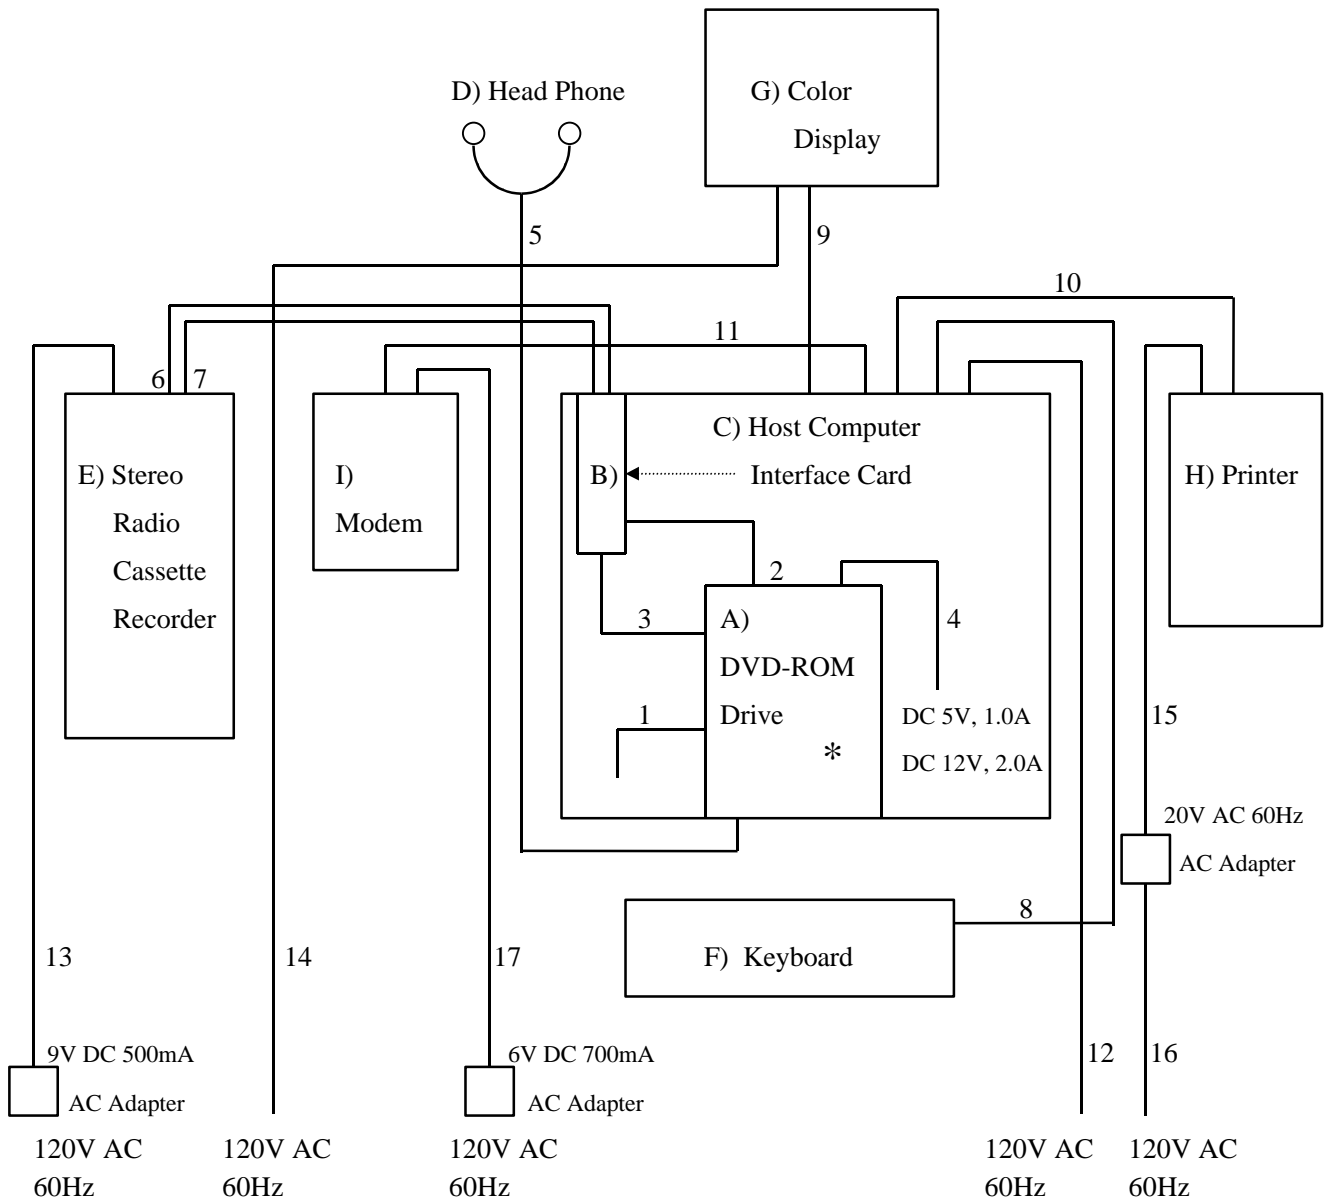 D) Head Phone
G) Color
Display
5
9
10
11
6
7
C) Host Computer
E) Stereo
Radio
Cassette
Recorder
I)
Modem
B)
Interface Card
H) Printer
2
3
A)
DVD-ROM
Drive
*
4
1
DC 5V, 1.0A
DC 12V, 2.0A
15
20V AC 60Hz
AC Adapter
8
F) Keyboard
13
14
17
12
16
9V DC 500mA
AC Adapter
6V DC 700mA
AC Adapter
120V AC
60Hz
120V AC
60Hz
120V AC
60Hz
120V AC
60Hz
120V AC
60Hz